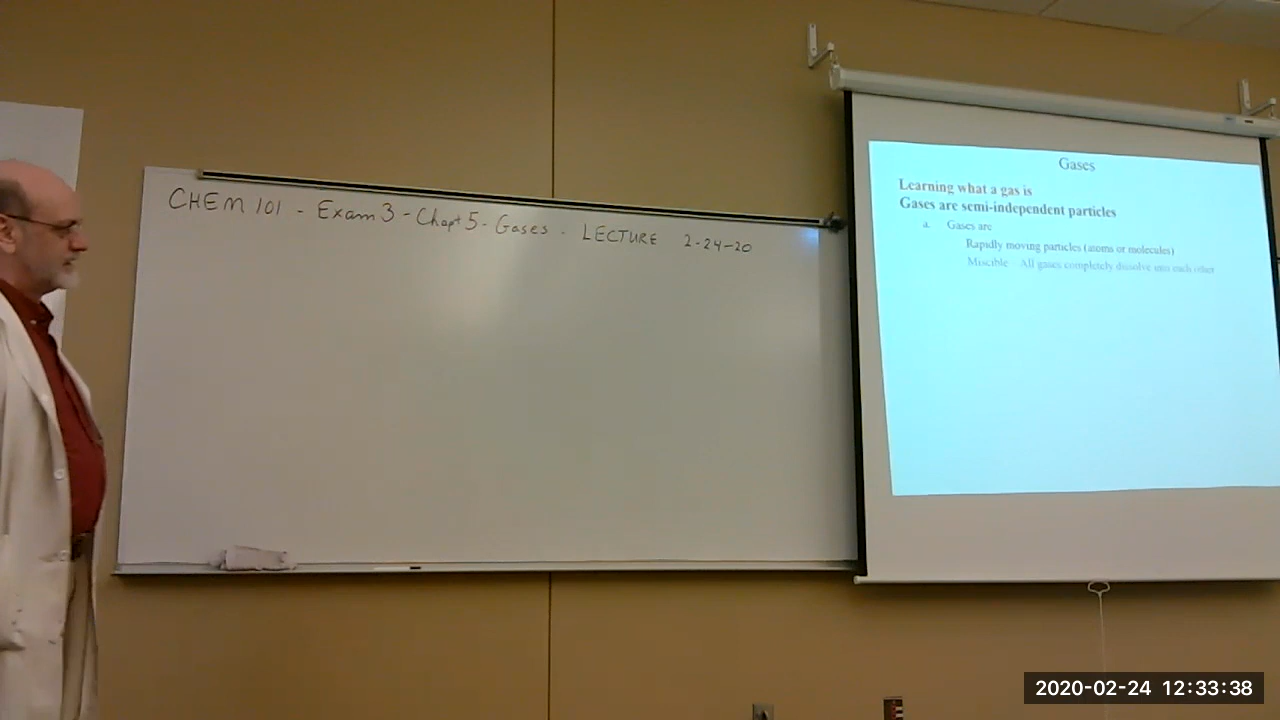 CHEM 101 - Exam 3 - Chapt 5 - Gases - LECTURE 2-24-20
Gases
Learning what a gas is
Gases are semi-independent particles
a. Gases are
Rapidly moving particles (atoms or molecules)
Miscible All gases completely dissolve into each other
2020-02-24 12:33:38